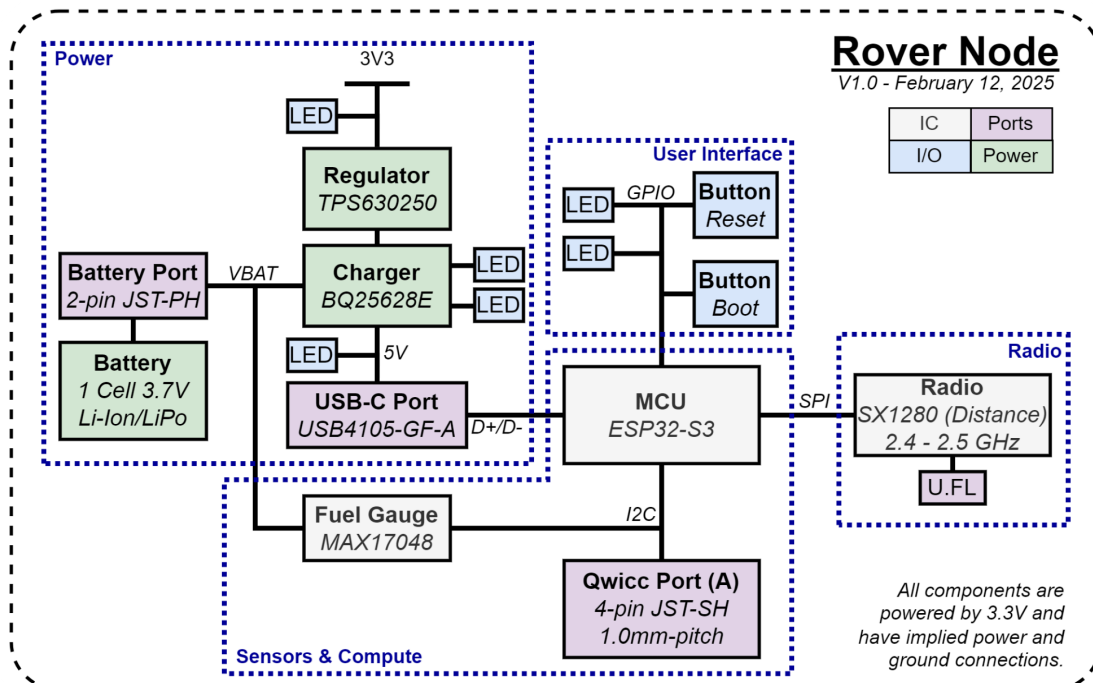 Rover Node
V1.0 - February 12, 2025
IC
Ports
I/O
Power
Power
3V3
LED
Regulator
TPS630250
Battery Port
2-pin JST-PH
VBAT
Charger
BQ25628E
LED
LED
Battery
1 Cell 3.7V
Li-Ion/LiPo
LED
5V
USB-C Port
USB4105-GF-A
D+/D-
User Interface
LED
GPIO
Button
Reset
LED
Button
Boot
MCU
ESP32-S3
SPI
Radio
Radio
SX1280 (Distance)
2.4 - 2.5 GHz
U.FL
Fuel Gauge
MAX17048
I2C
Qwicc Port (A)
4-pin JST-SH
1.0mm-pitch
Sensors & Compute
All components are
powered by 3.3V and
have implied power and
ground connections.